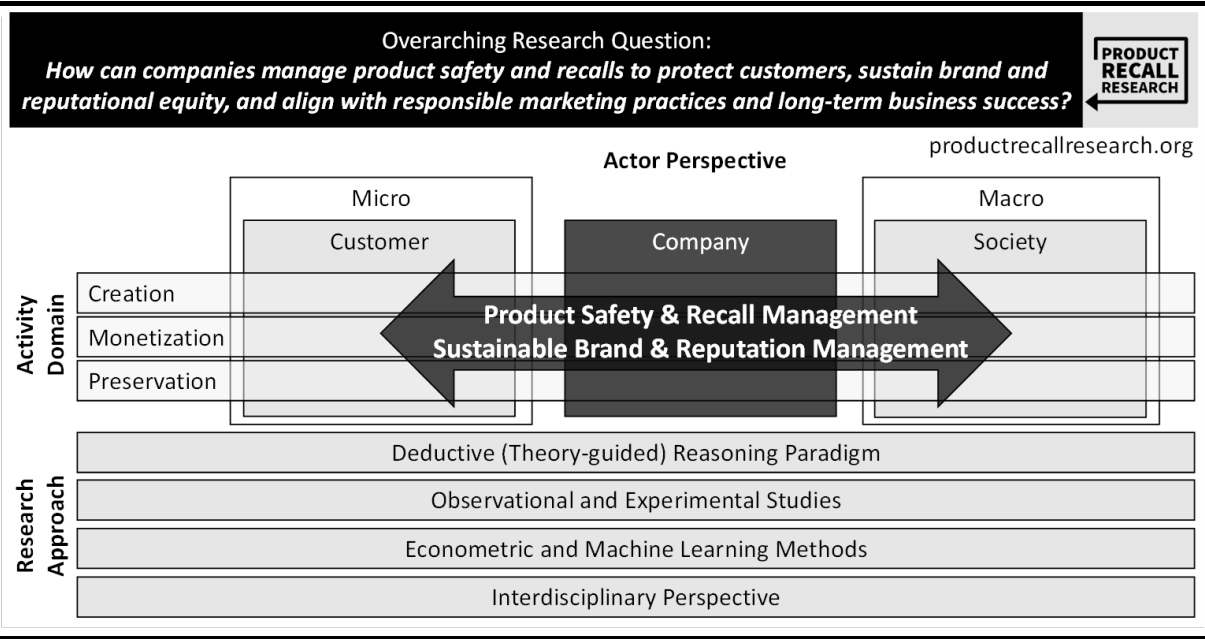 Overarching Research Question:
How can companies manage product safety and recalls to protect customers, sustain brand and
reputational equity, and align with responsible marketing practices and long-term business success?
PRODUCT
RECALL
RESEARCH
productrecallresearch.org
Actor Perspective
Micro
Macro
Customer
Company
Society
Activity
Domain
Creation
Monetization
Preservation
Product Safety & Recall Management
Sustainable Brand & Reputation Management
Research
Approach
Deductive (Theory-guided) Reasoning Paradigm
Observational and Experimental Studies
Econometric and Machine Learning Methods
Interdisciplinary Perspective